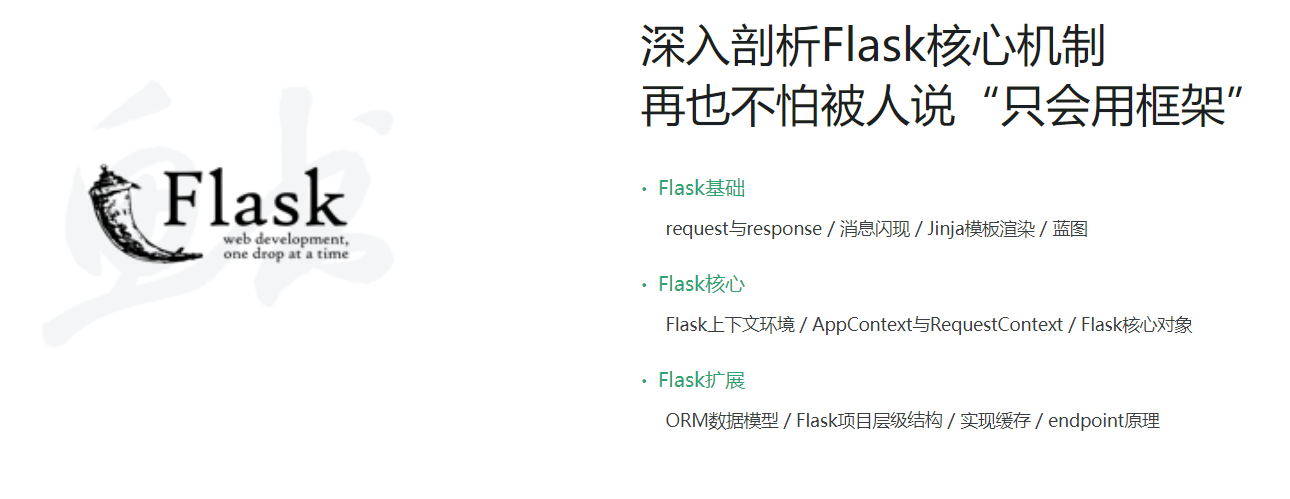 深入剖析Flask核心机制
再也不怕被人说“只会用框架”
Flask
web development,
one drop at a time
· Flask基础
request与response / 消息闪现 / Jinja模板渲染 / 蓝图
· Flask核心
Flask上下文环境 / AppContext与RequestContext / Flask核心对象
· Flask扩展
ORM数据模型 / Flask项目层级结构 / 实现缓存 / endpoint原理